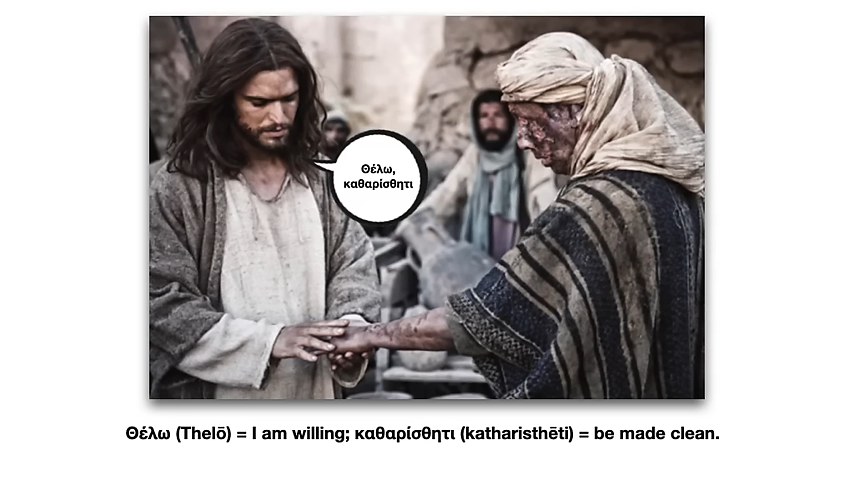 Θέλω,
καθαρίσθητι
Θέλω (Thelō) = I am willing; καθαρίσθητι (katharisthēti) = be made clean.